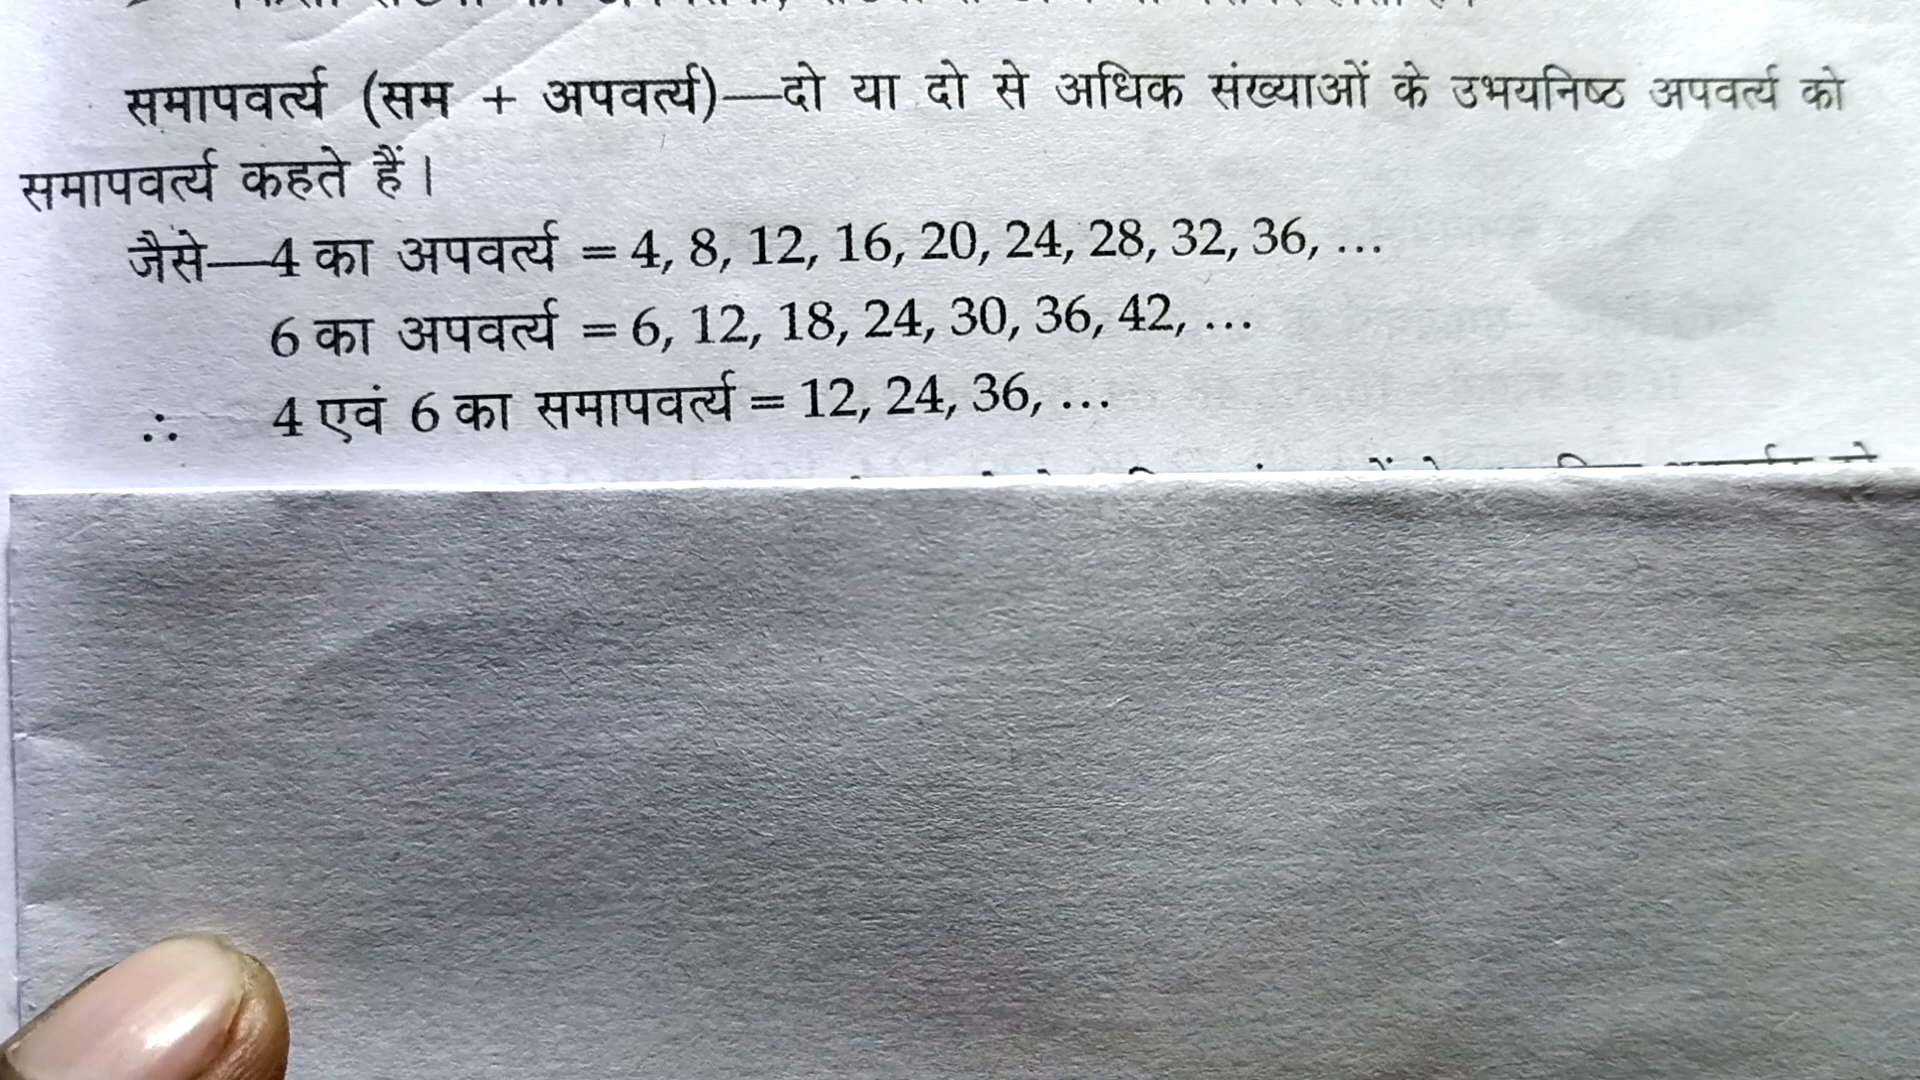 समापवर्त्य (सम + अपवर्त्य)—दो या दो से अधिक संख्याओं के उभयनिष्ठ अपवर्त्य को
समापवर्त्य कहते हैं।
जैसे—4 का अपवर्त्य = 4, 8, 12, 16, 20, 24, 28, 32, 36, ...
6 का अपवर्त्य = 6, 12, 18, 24, 30, 36, 42, ...
∴ 4 एवं 6 का समापवर्त्य = 12, 24, 36, ...